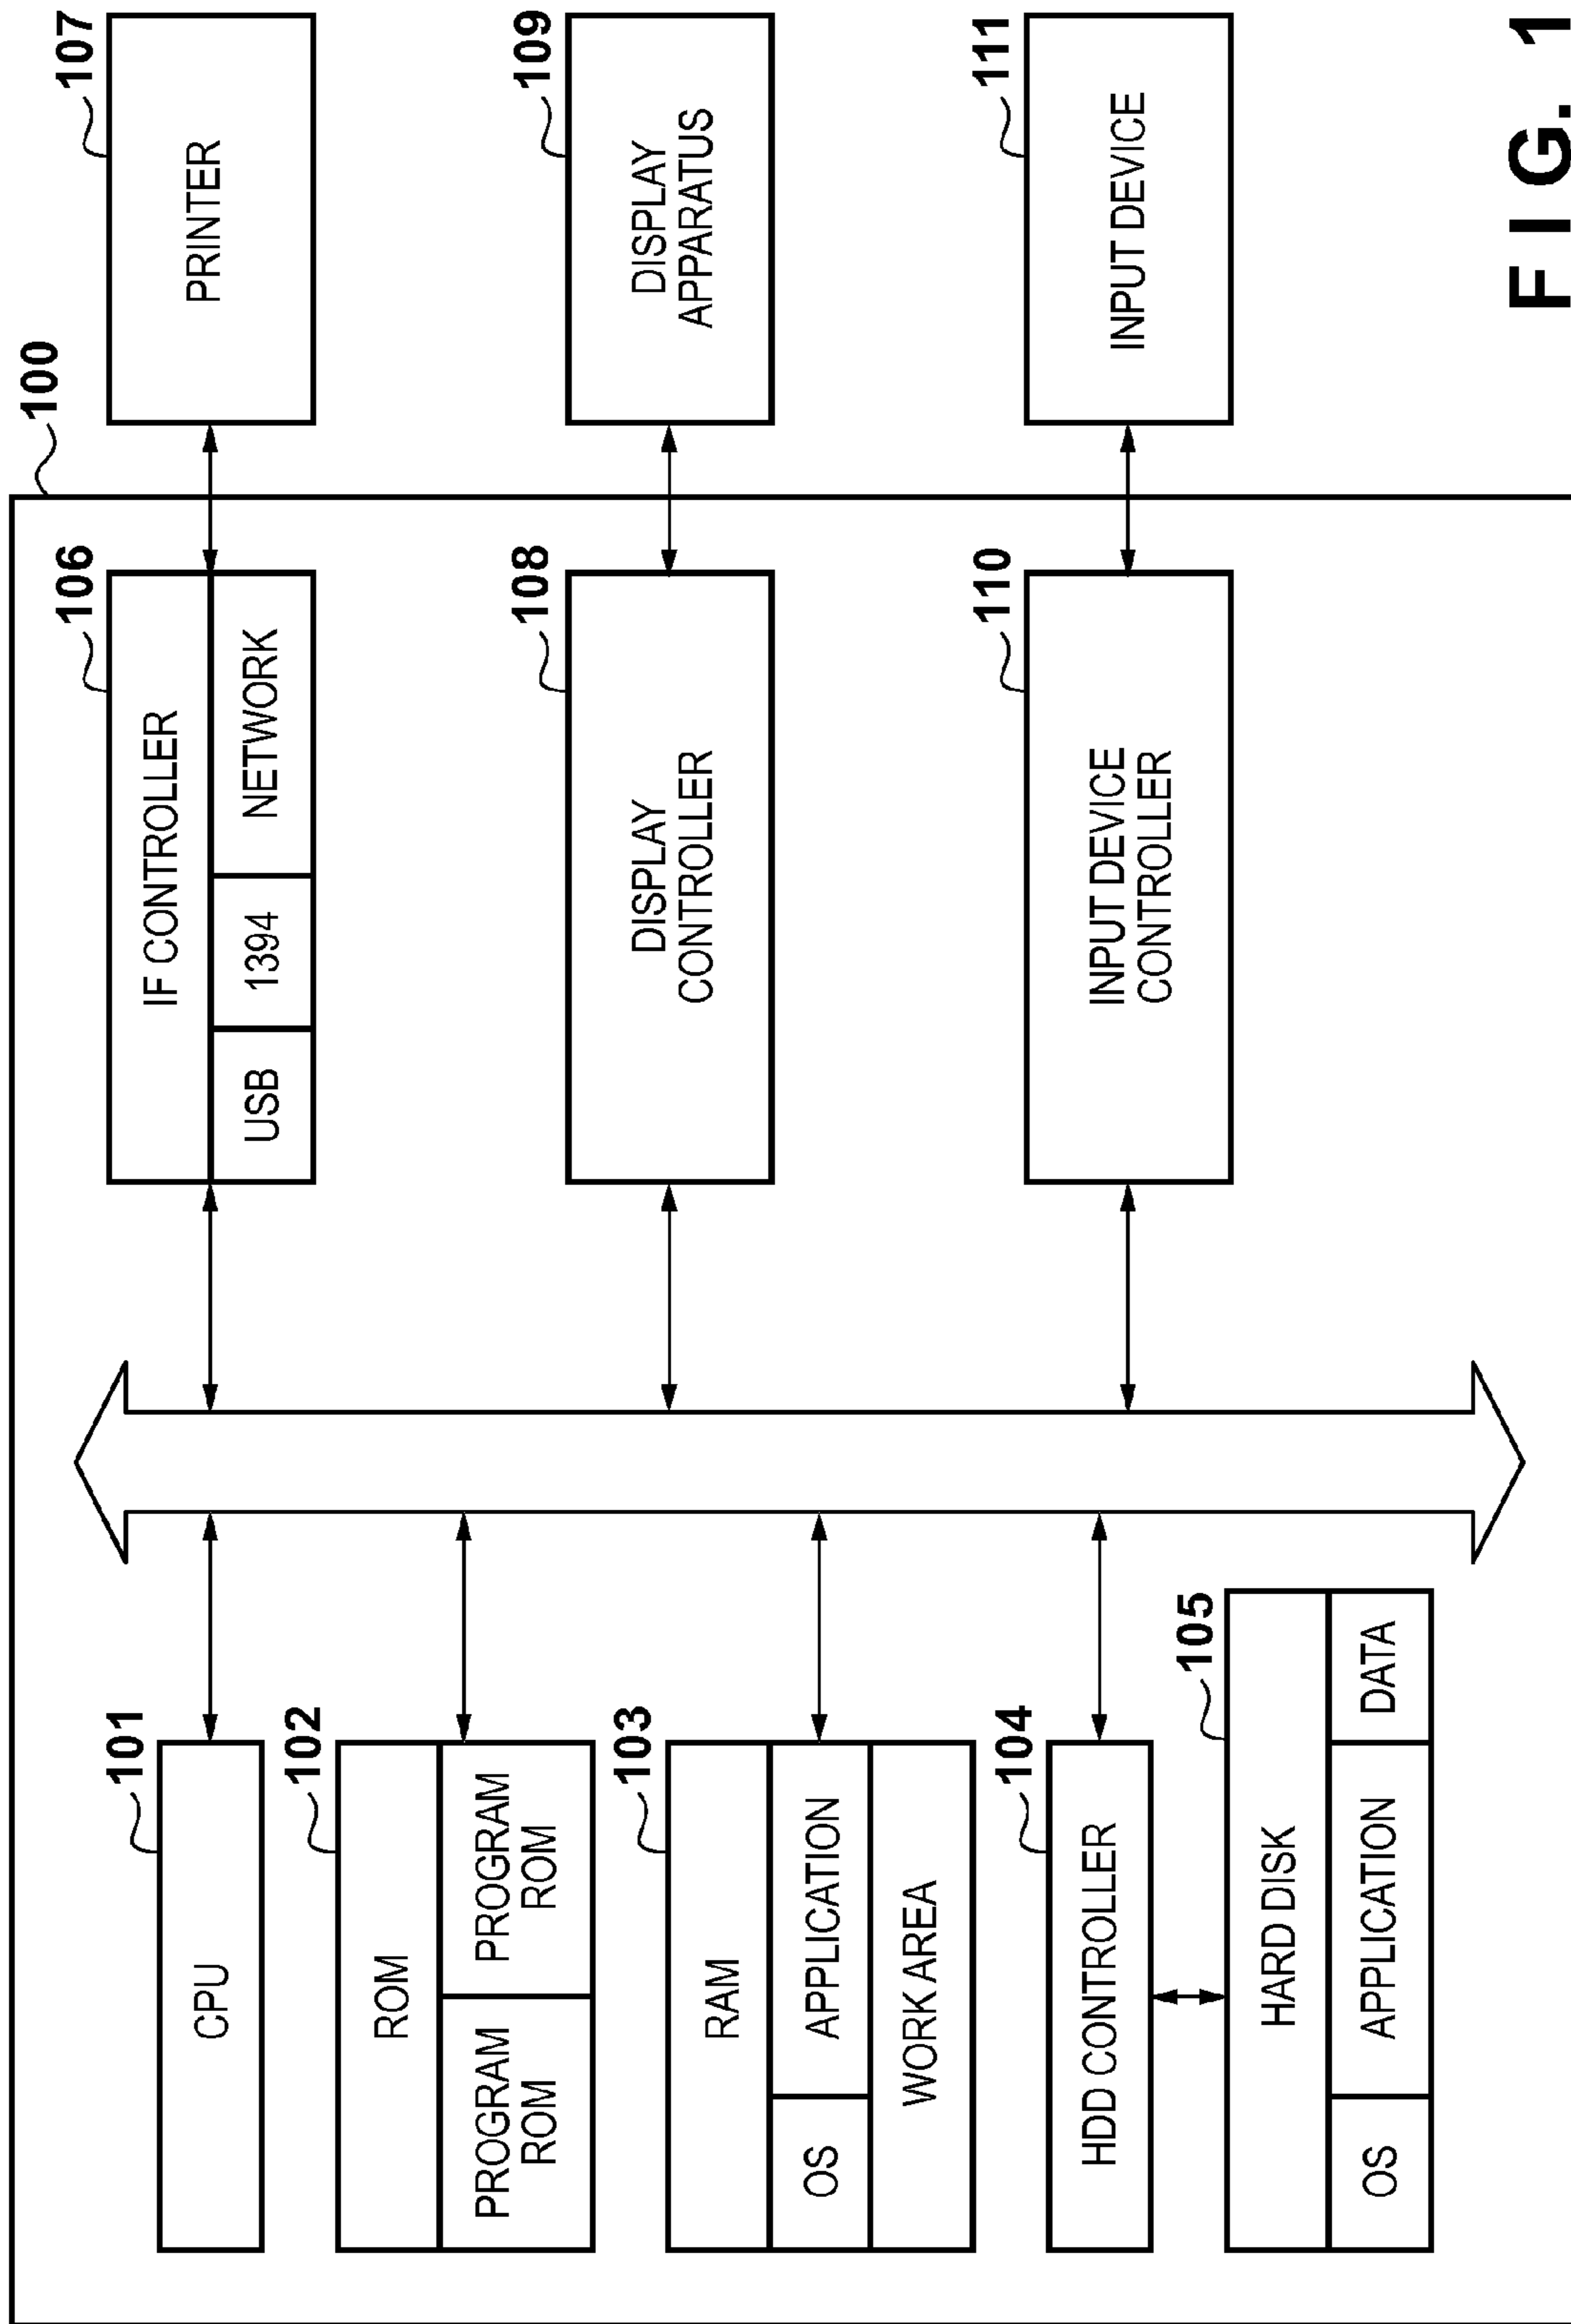 100
101
CPU
102
ROM
PROGRAM
ROM
PROGRAM
ROM
103
RAM
OS
APPLICATION
WORK AREA
104
HDD CONTROLLER
105
HARD DISK
OS
APPLICATION
DATA
106
IF CONTROLLER
USB
1394
NETWORK
107
PRINTER
108
DISPLAY
CONTROLLER
109
DISPLAY
APPARATUS
110
INPUT DEVICE
CONTROLLER
111
INPUT DEVICE
FIG. 1